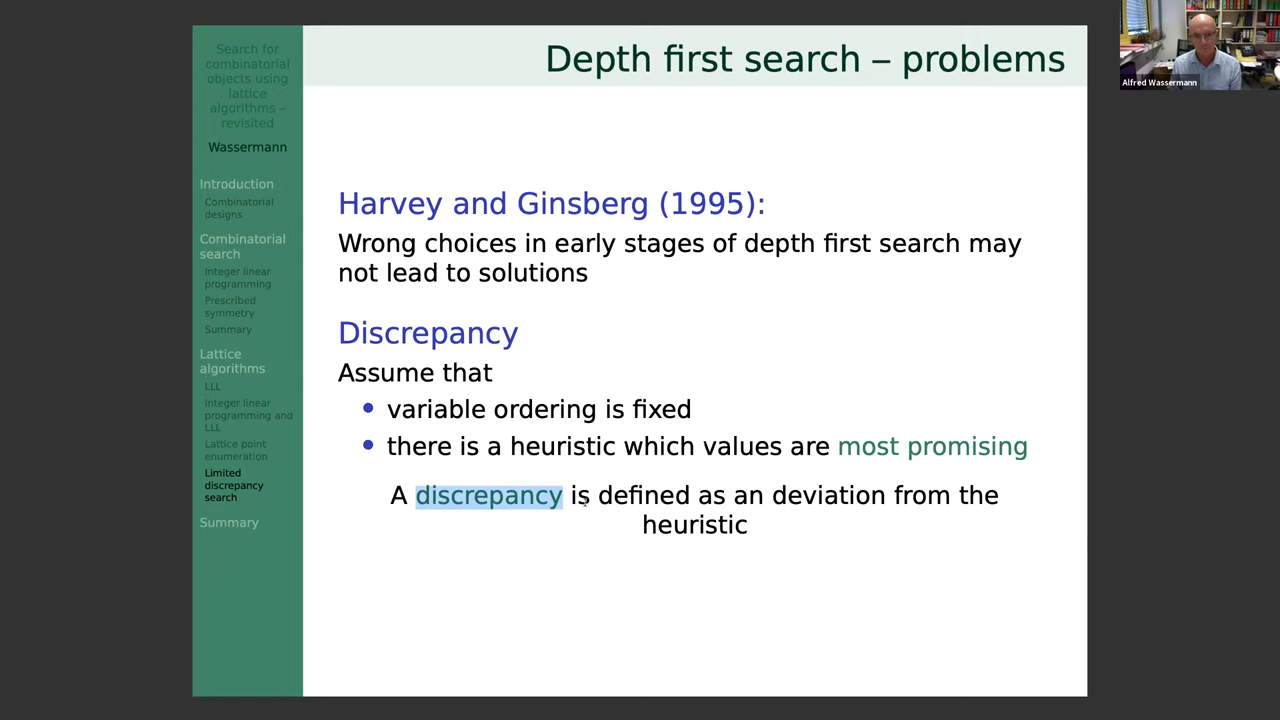 Search for
combinatorial
objects using
lattice
algorithms –
revisited
Wassermann
Introduction
Combinatorial
designs
Combinatorial
search
Integer linear
programming
Prescribed
symmetry
Summary
Lattice
algorithms
LLL
Integer linear
programming and
LLL
Lattice point
enumeration
Limited
discrepancy
search
Summary
Depth first search – problems
Harvey and Ginsberg (1995):
Wrong choices in early stages of depth first search may
not lead to solutions
Discrepancy
Assume that
• variable ordering is fixed
• there is a heuristic which values are most promising
A discrepancy is defined as an deviation from the
heuristic
Alfred Wassermann